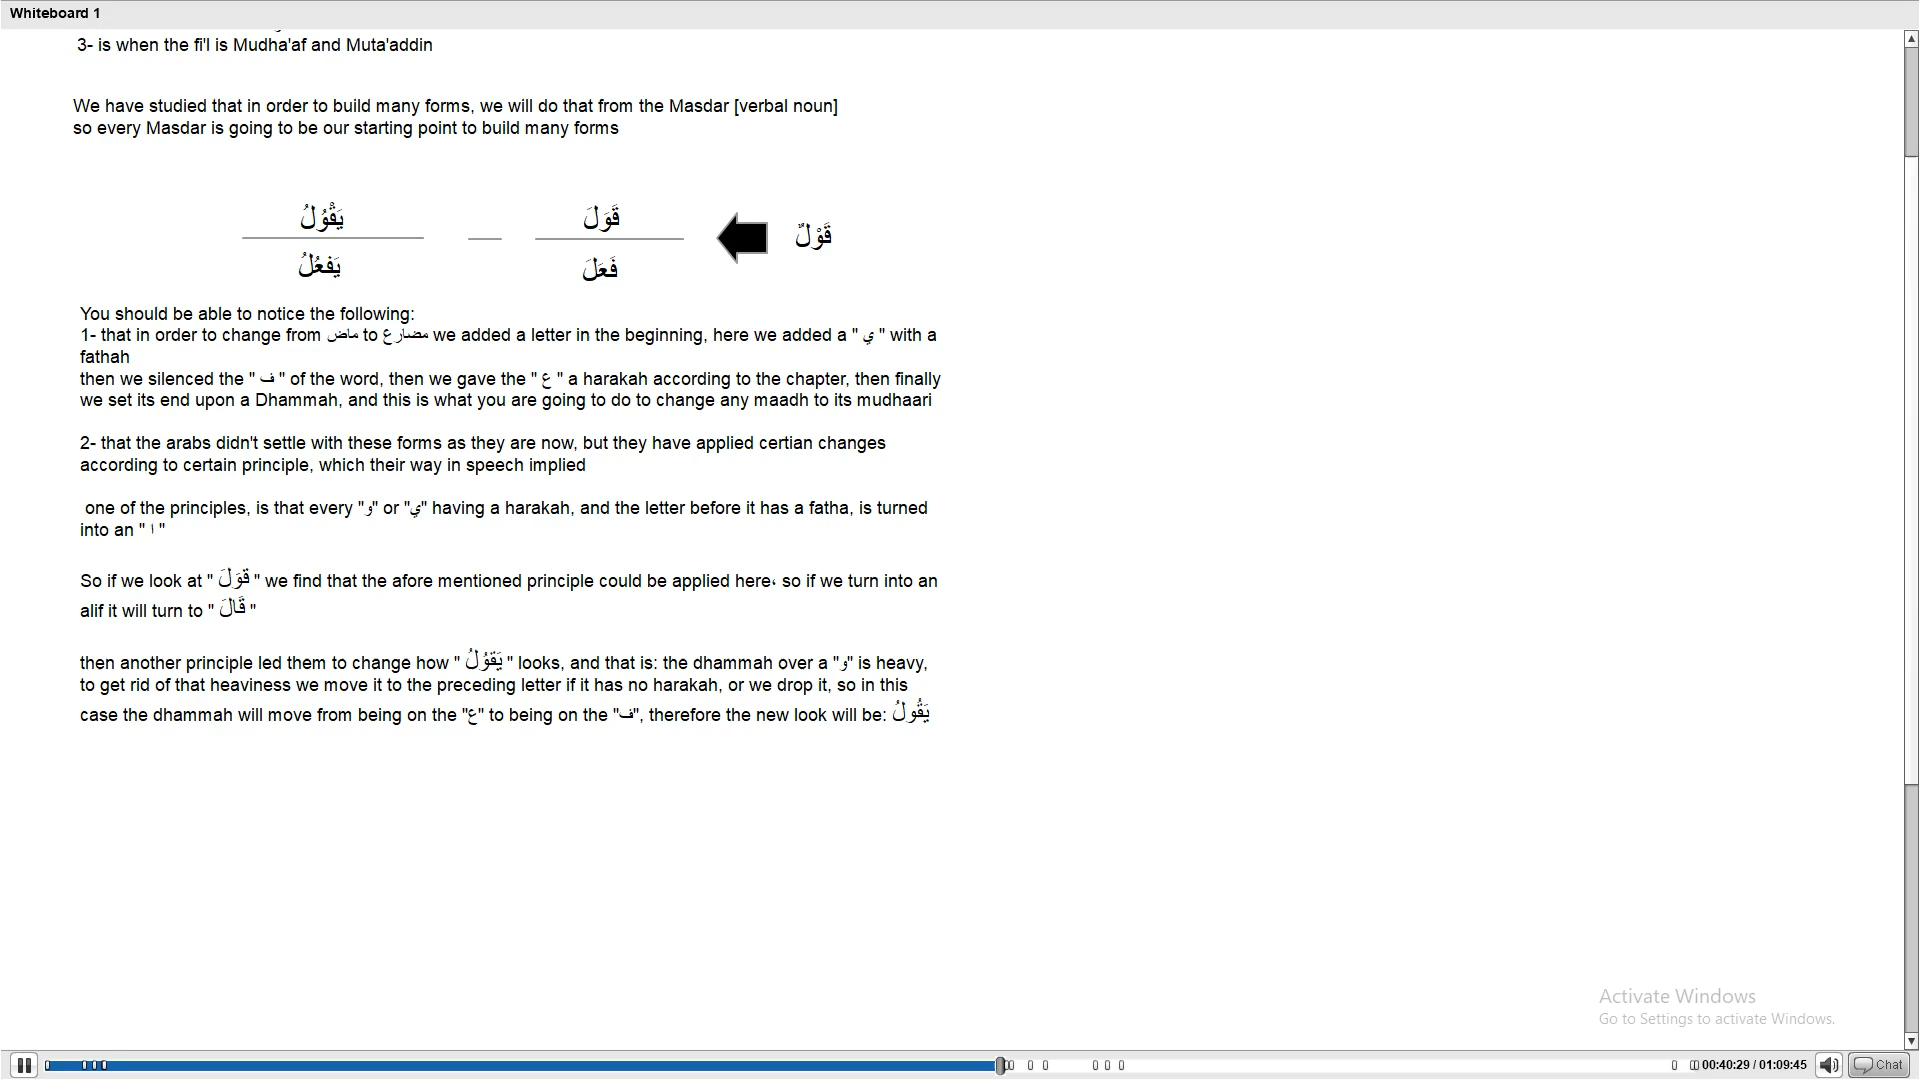 Whiteboard 1
3- is when the fi'l is Mudha'af and Muta'addin
We have studied that in order to build many forms, we will do that from the Masdar [verbal noun]
so every Masdar is going to be our starting point to build many forms
قَوْلٌ قَوَلَ — يَقْوُلُ
فَعَلَ يَفعُلُ
You should be able to notice the following:
1- that in order to change from ماض to مضارع we added a letter in the beginning, here we added a " ي " with a
fathah
then we silenced the " ف " of the word, then we gave the " ع " a harakah according to the chapter, then finally
we set its end upon a Dhammah, and this is what you are going to do to change any maadh to its mudhaari
2- that the arabs didn't settle with these forms as they are now, but they have applied certian changes
according to certain principle, which their way in speech implied
one of the principles, is that every "و" or "ي" having a harakah, and the letter before it has a fatha, is turned
into an " ا "
So if we look at " قَوَلَ " we find that the afore mentioned principle could be applied here، so if we turn into an
alif it will turn to " قَالَ "
then another principle led them to change how " يَقْوُلُ " looks, and that is: the dhammah over a "و" is heavy,
to get rid of that heaviness we move it to the preceding letter if it has no harakah, or we drop it, so in this
case the dhammah will move from being on the "ع" to being on the "ف", therefore the new look will be: يَقُولُ
Activate Windows
Go to Settings to activate Windows.
00:40:29 / 01:09:45 Chat